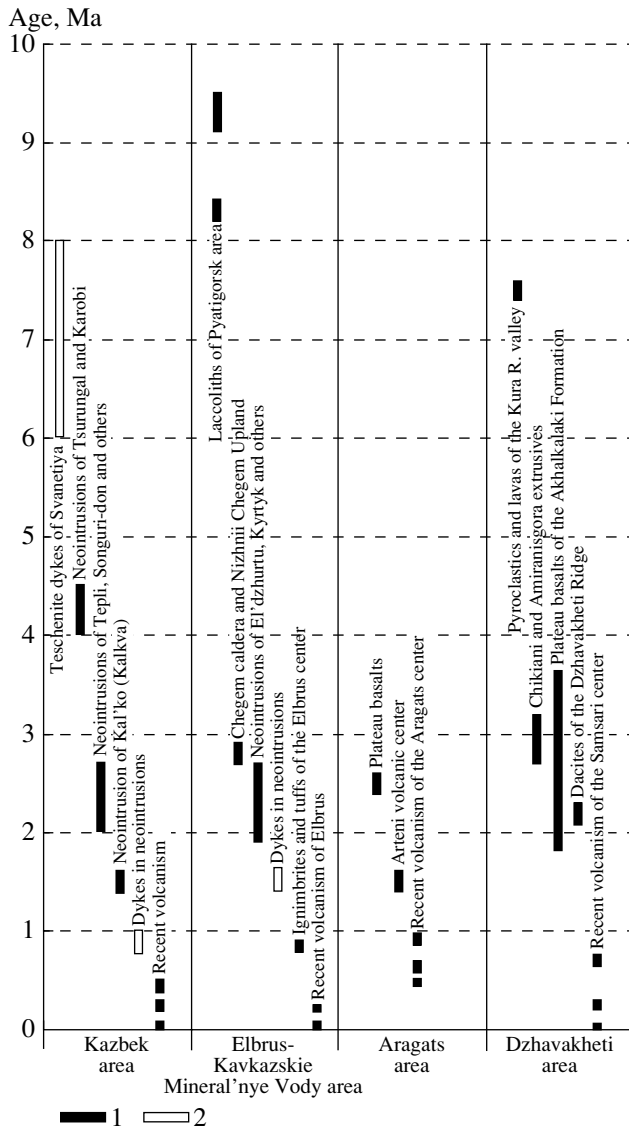 Age, Ma
10
9
8
7
6
5
4
3
2
1
0
Teschenite dykes of Svanetiya
Neointrusions of Tsurungal and Karobi
Neointrusions of Tepli, Songuri-don and others
Neointrusion of Kal'ko (Kalkva)
Dykes in neointrusions
Recent volcanism
Laccoliths of Pyatigorsk area
Chegem caldera and Nizhnii Chegem Upland
Neointrusions of El'dzhurtu, Kyrtyk and others
Dykes in neointrusions
Ignimbrites and tuffs of the Elbrus center
Recent volcanism of Elbrus
Plateau basalts
Arteni volcanic center
Recent volcanism of the Aragats center
Pyroclastics and lavas of the Kura R. valley
Chikiani and Amiranisgora extrusives
Plateau basalts of the Akhalkalaki Formation
Dacites of the Dzhavakheti Ridge
Recent volcanism of the Samsari center
Kazbek
area
Elbrus-
Kavkazskie
Mineral'nye Vody area
Aragats
area
Dzhavakheti
area
1 2